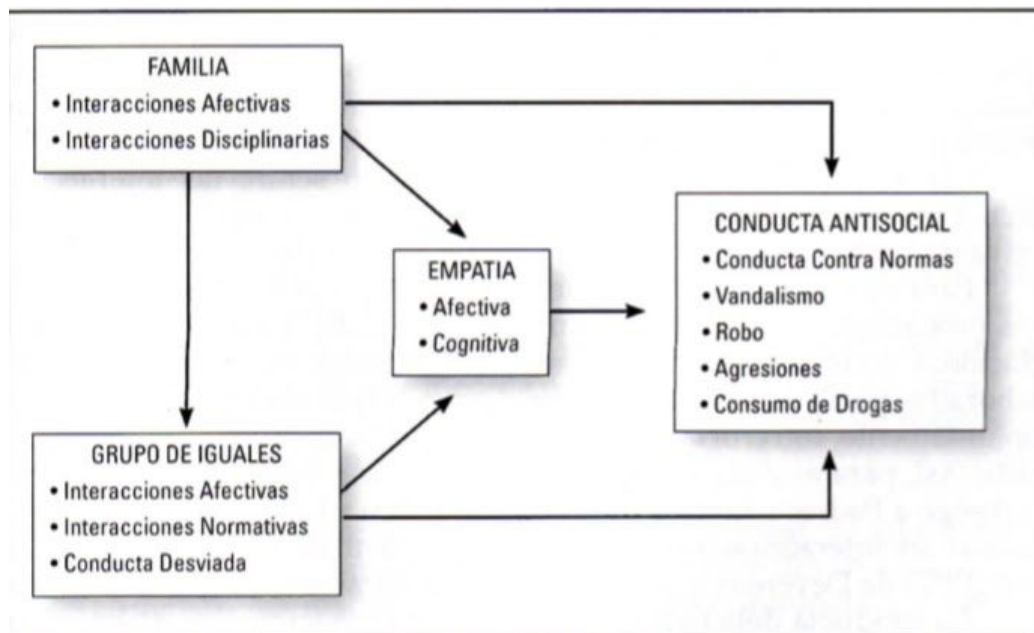 FAMILIA
• Interacciones Afectivas
• Interacciones Disciplinarias
EMPATIA
• Afectiva
• Cognitiva
CONDUCTA ANTISOCIAL
• Conducta Contra Normas
• Vandalismo
• Robo
• Agresiones
• Consumo de Drogas
GRUPO DE IGUALES
• Interacciones Afectivas
• Interacciones Normativas
• Conducta Desviada